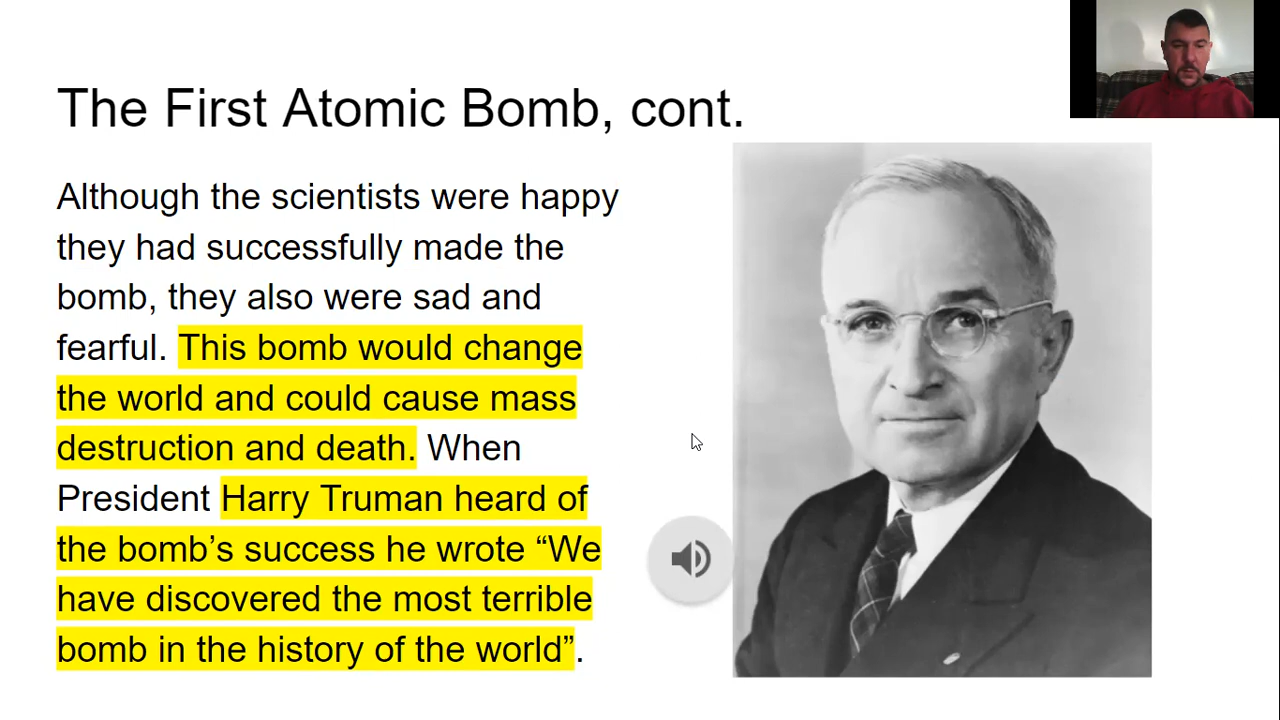 The First Atomic Bomb, cont.
Although the scientists were happy
they had successfully made the
bomb, they also were sad and
fearful. This bomb would change
the world and could cause mass
destruction and death. When
President Harry Truman heard of
the bomb’s success he wrote “We
have discovered the most terrible
bomb in the history of the world”.